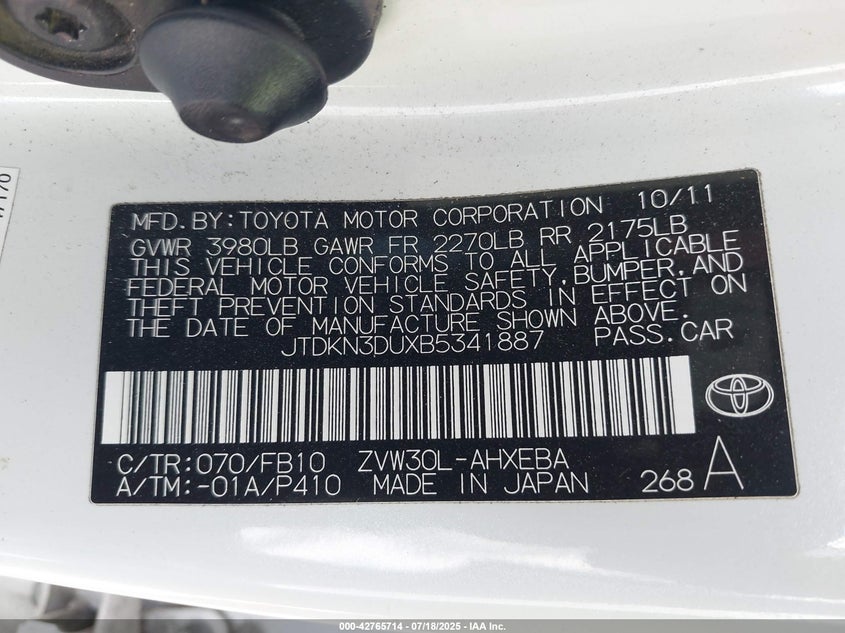 MFD.BY:TOYOTA MOTOR CORPORATION 10/11
GVWR 3980LB GAWR FR 2270LB RR 2175LB
THIS VEHICLE CONFORMS TO ALL APPLICABLE
FEDERAL MOTOR VEHICLE SAFETY,BUMPER,AND
THEFT PREVENTION STANDARDS IN EFFECT ON
THE DATE OF MANUFACTURE SHOWN ABOVE.
JTDKN3DUXB5341887 PASS.CAR
C/TR:070/FB10 ZVW30L-AHXEBA
A/TM:-01A/P410 MADE IN JAPAN 268 A
000-42765714 - 07/18/2025 - IAA Inc.